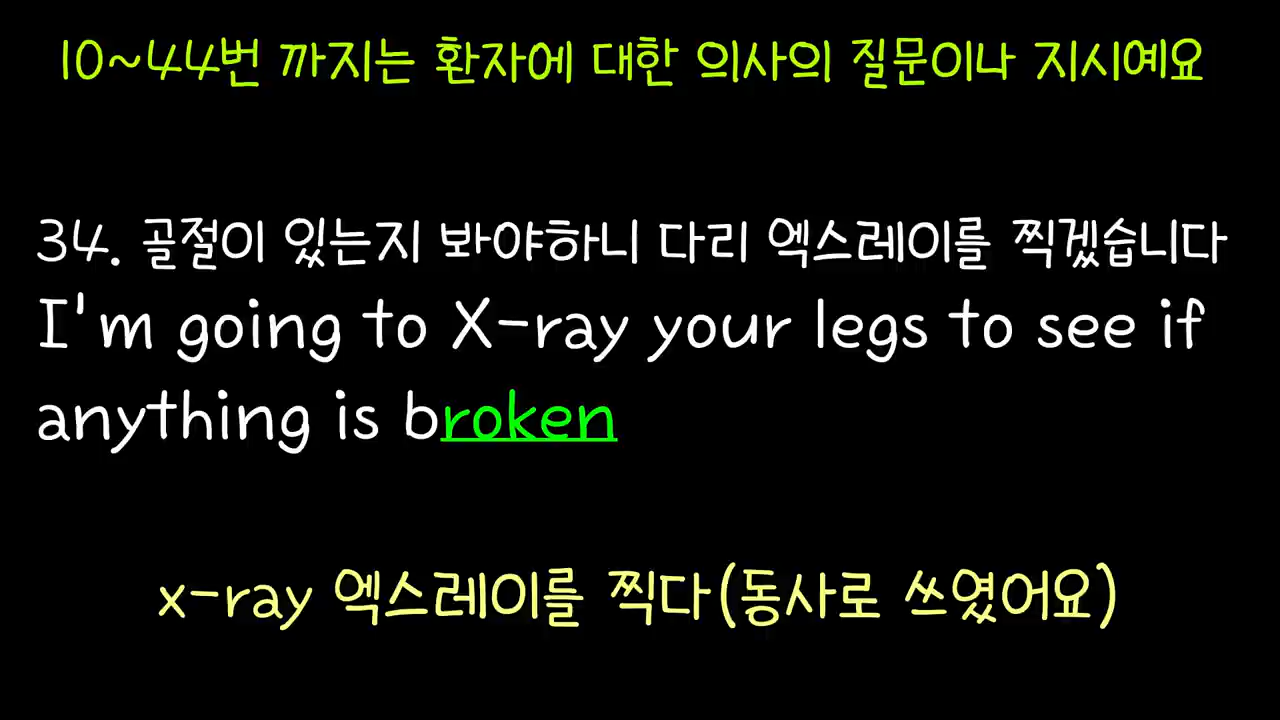 10~44번 까지는 환자에 대한 의사의 질문이나 지시예요
34. 골절이 있는지 봐야하니 다리 엑스레이를 찍겠습니다
I'm going to X-ray your legs to see if
anything is broken
x-ray 엑스레이를 찍다(동사로 쓰였어요)